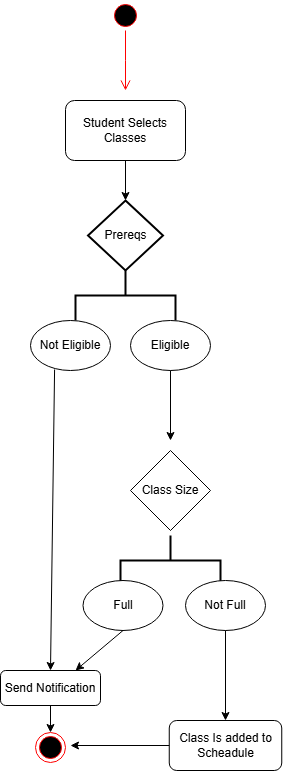 Student Selects
Classes
Prereqs
Not Eligible
Eligible
Class Size
Full
Not Full
Send Notification
Class Is added to
Scheadule